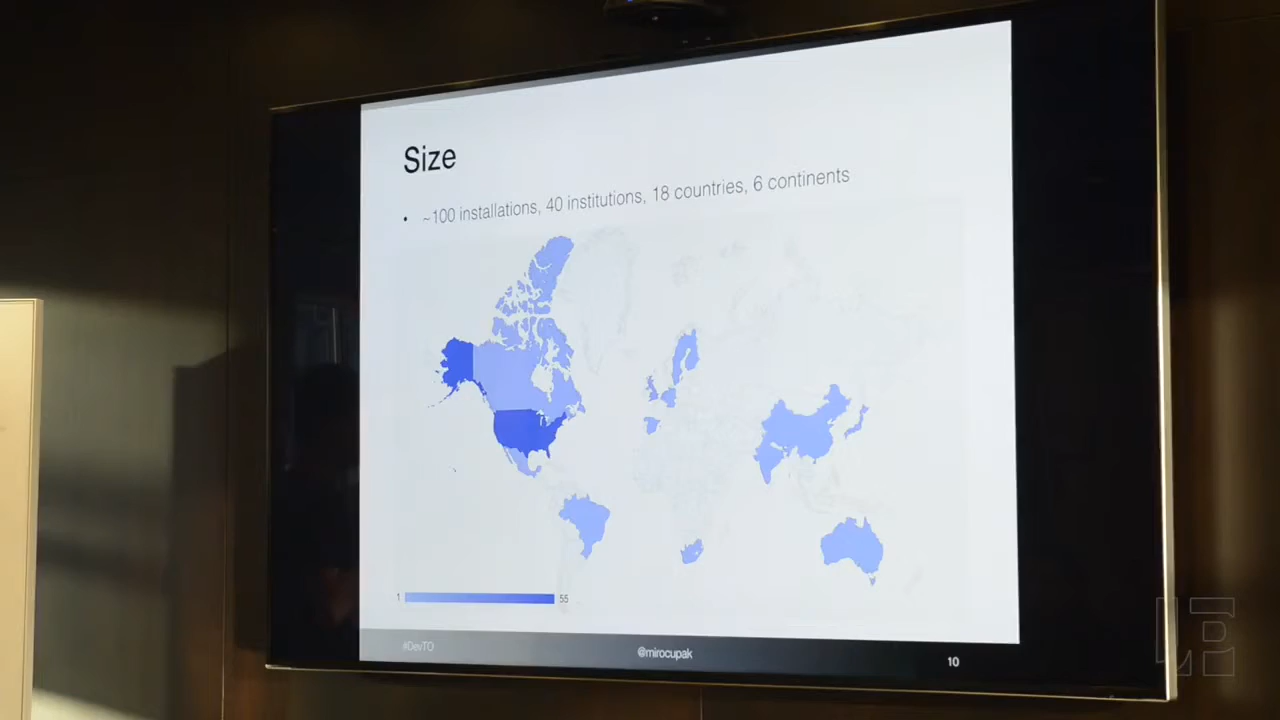 Size
• ~100 installations, 40 institutions, 18 countries, 6 continents
1 55
#DevTO @mirocupak 10